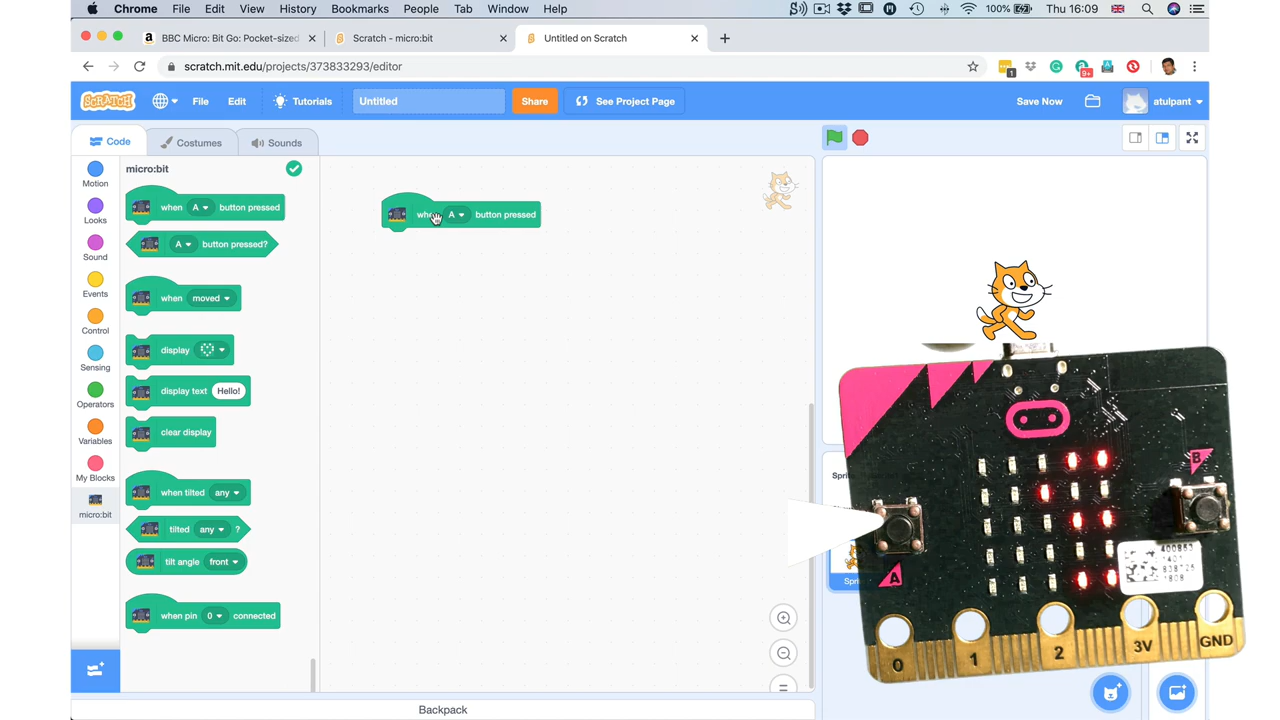 Chrome File Edit View History Bookmarks People Tab Window Help 100% Thu 16:09
BBC Micro: Bit Go: Pocket-sized Scratch - micro:bit Untitled on Scratch
scratch.mit.edu/projects/373833293/editor 1 9+
SCRATCH File Edit Tutorials Untitled Share See Project Page Save Now atulpant
Code Costumes Sounds
Motion
Looks
Sound
Events
Control
Sensing
Operators
Variables
My Blocks
micro:bit
micro:bit
when A button pressed
A button pressed?
when moved
display
display text Hello!
clear display
when tilted any
tilted any ?
tilt angle front
when pin 0 connected
when A button pressed
Backpack
A
B
0 1 2 3V GND